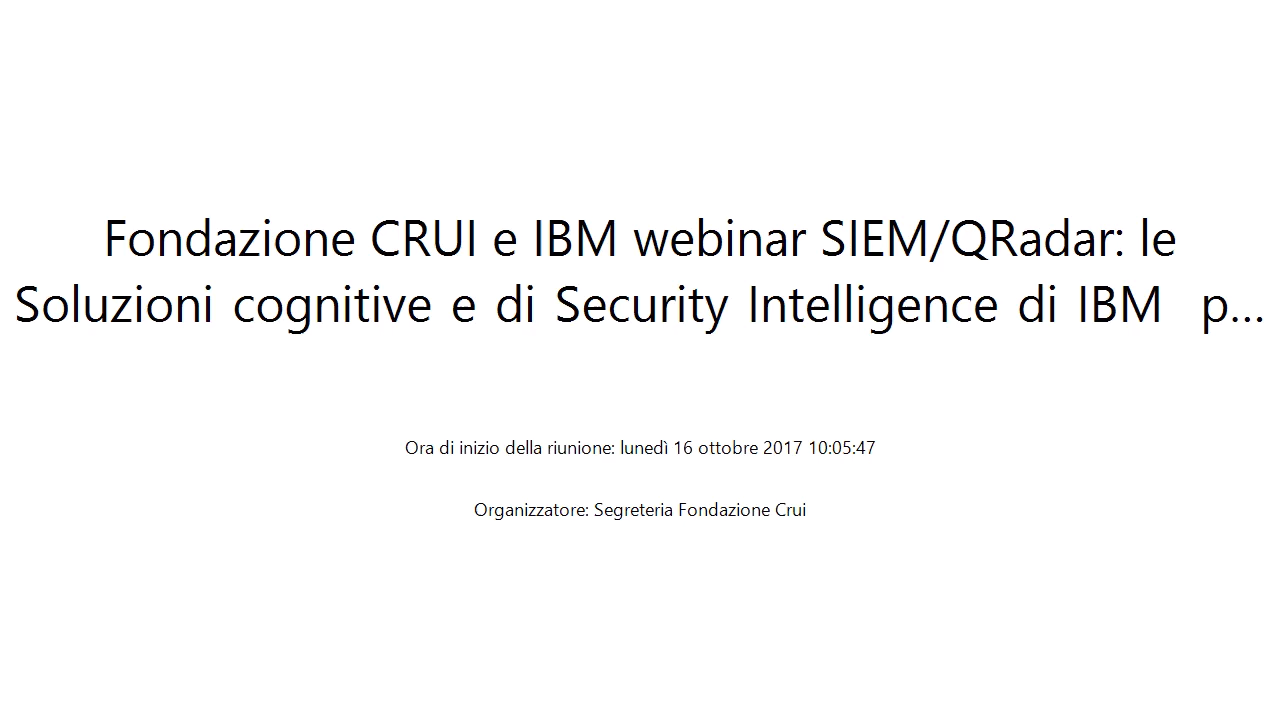 Fondazione CRUI e IBM webinar SIEM/QRadar: le
Soluzioni cognitive e di Security Intelligence di IBM  p...
Ora di inizio della riunione: lunedì 16 ottobre 2017 10:05:47
Organizzatore: Segreteria Fondazione Crui